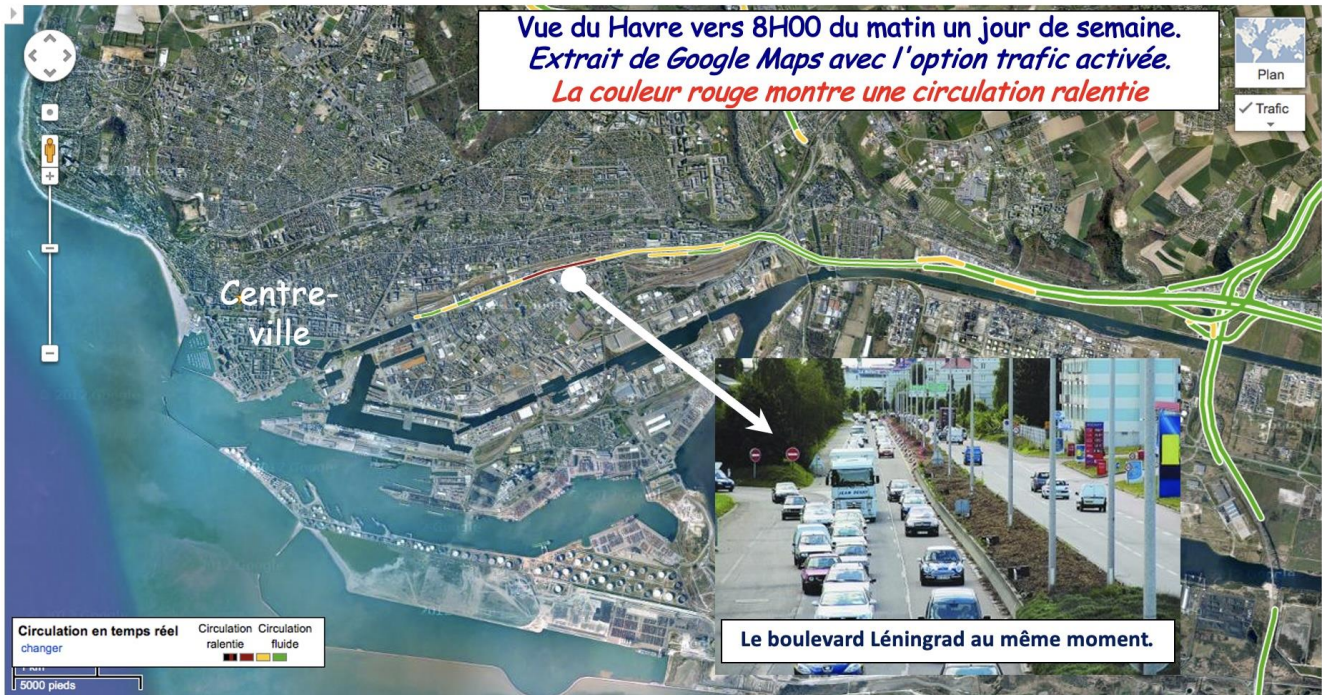 Vue du Havre vers 8H00 du matin un jour de semaine.
Extrait de Google Maps avec l'option trafic activée.
La couleur rouge montre une circulation ralentie
Plan
Trafic
Centre-
ville
JEAN DENIS
Le boulevard Léningrad au même moment.
Circulation en temps réel
changer
Circulation ralentie
Circulation fluide
5000 pieds